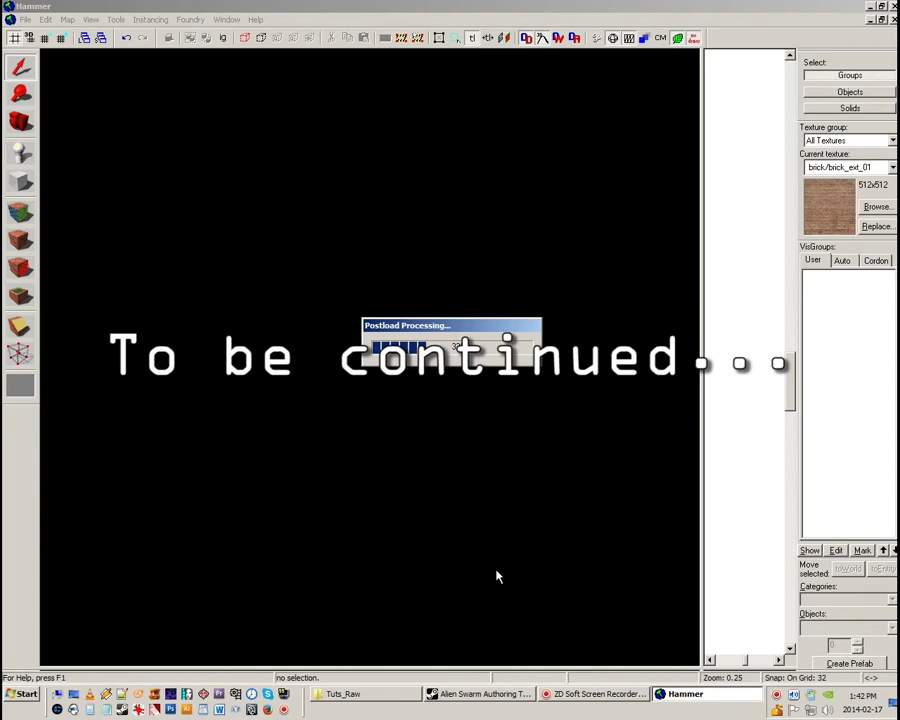 Hammer
File Edit Map View Tools Instancing Foundry Window Help
CM
Select:
Groups
Objects
Solids
Texture group:
All Textures
Current texture:
brick/brick_ext_01
512x512
Browse...
Replace...
VisGroups:
User Auto Cordon
Postload Processing...
To be continued...
Show Edit Mark
Move selected:
toWorld toEntity
Categories:
Objects:
0
Create Prefab
For Help, press F1
no selection.
Zoom: 0.25
Snap: On Grid: 32
<->
Start
Tuts_Raw
Alien Swarm Authoring T...
ZD Soft Screen Recorder...
Hammer
1:42 PM
2014-02-17